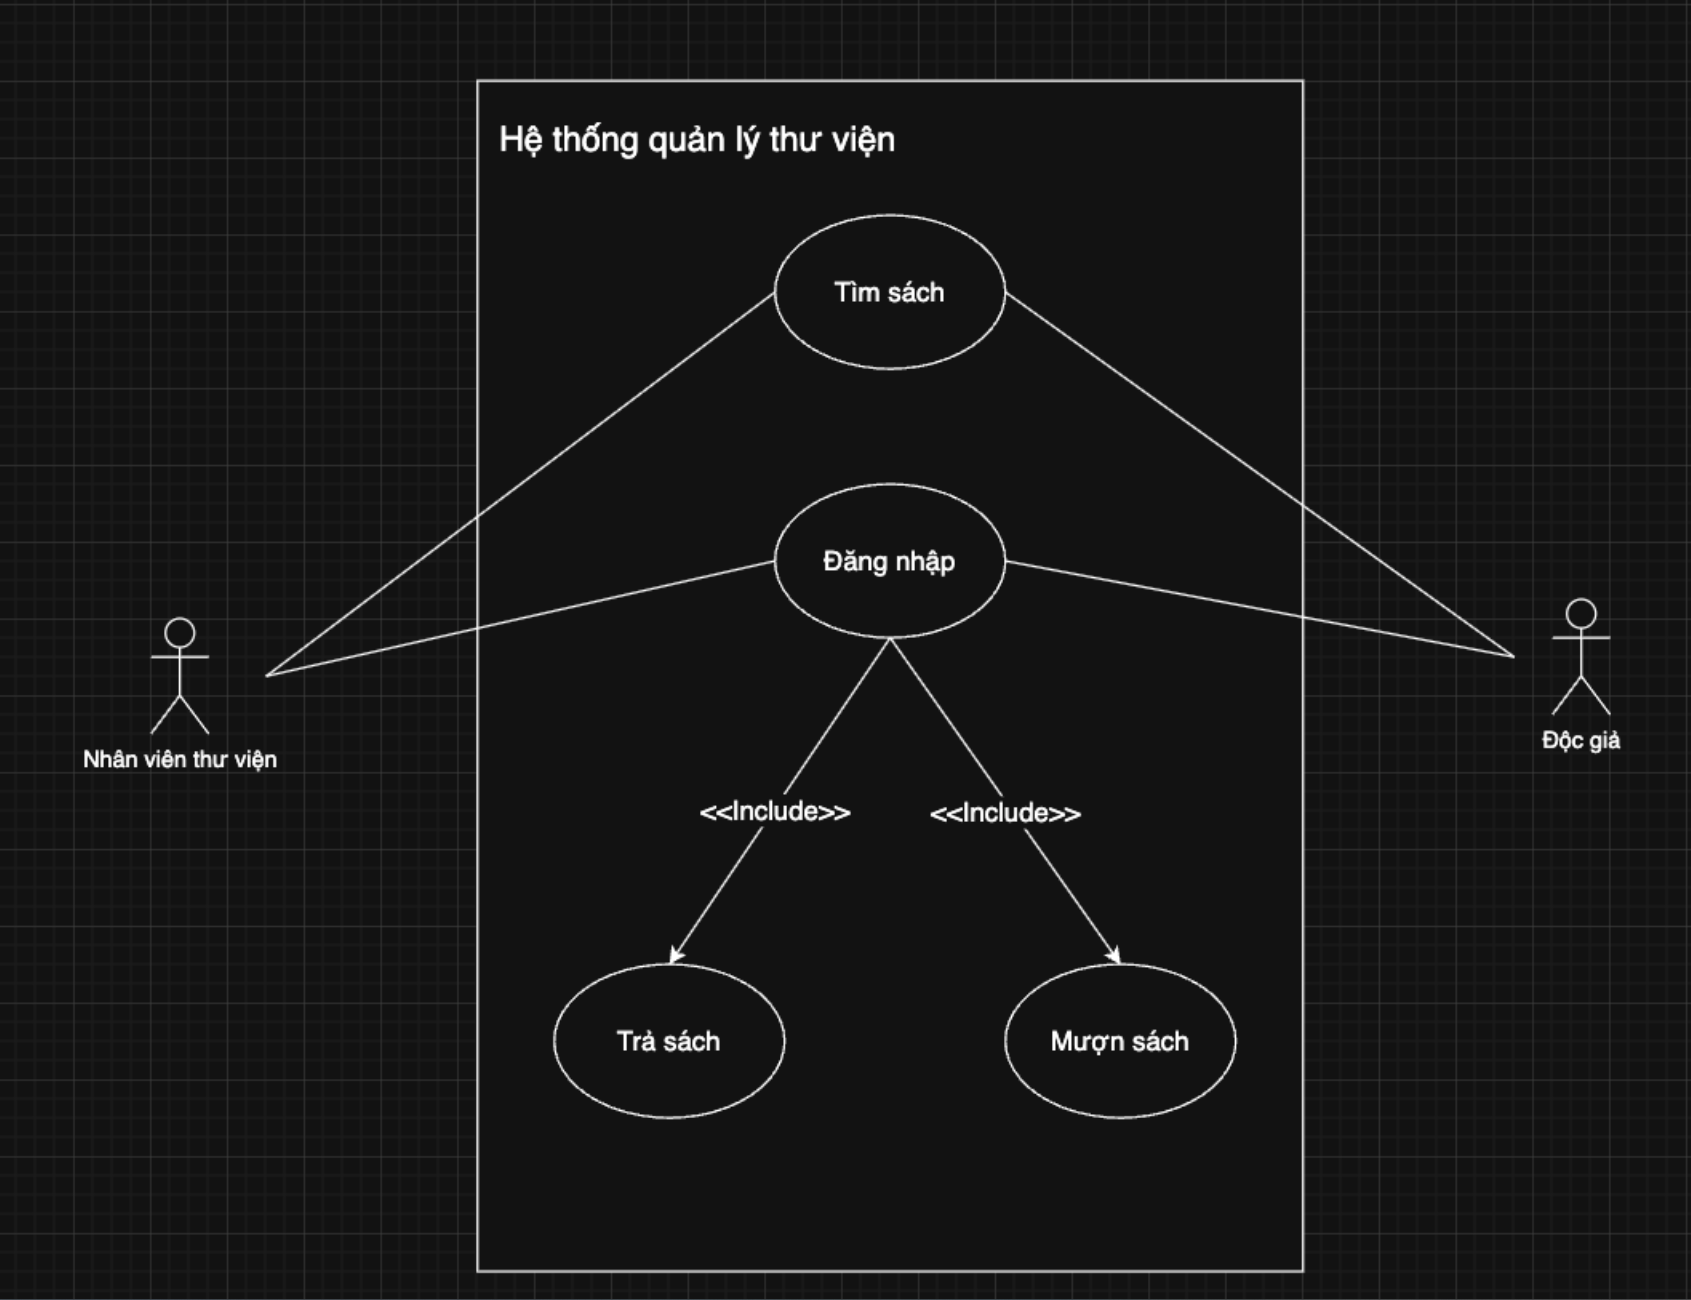 Hệ thống quản lý thư viện
Tìm sách
Đăng nhập
Nhân viên thư viện
Độc giả
<<Include>>
<<Include>>
Trả sách
Mượn sách